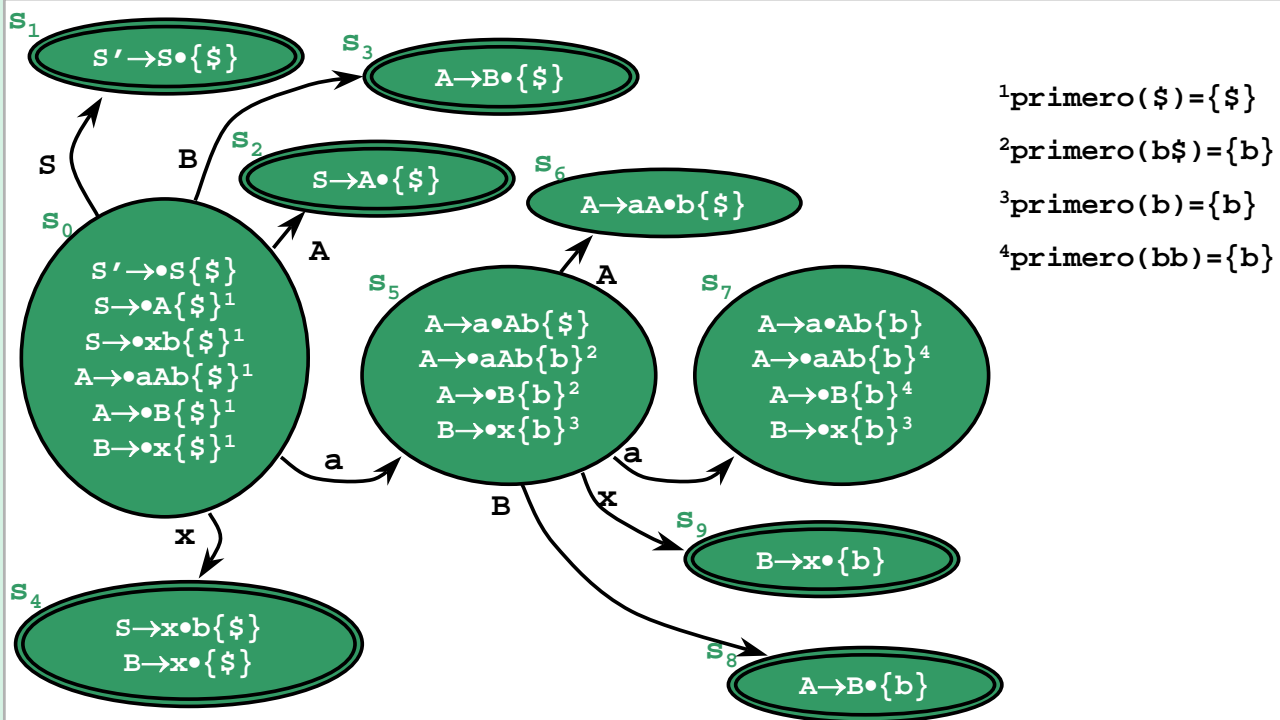 s₁
S'→S•{$}
s₃
A→B•{$}
¹primero($)={$}
²primero(b$)={b}
³primero(b)={b}
⁴primero(bb)={b}
S
B
s₂
S→A•{$}
A
s₆
A→aA•b{$}
A
s₀
S'→•S{$}
S→•A{$}¹
S→•xb{$}¹
A→•aAb{$}¹
A→•B{$}¹
B→•x{$}¹
a
x
s₅
A→a•Ab{$}
A→•aAb{b}²
A→•B{b}²
B→•x{b}³
a
x
B
s₇
A→a•Ab{b}
A→•aAb{b}⁴
A→•B{b}⁴
B→•x{b}³
s₉
B→x•{b}
s₄
S→x•b{$}
B→x•{$}
s₈
A→B•{b}